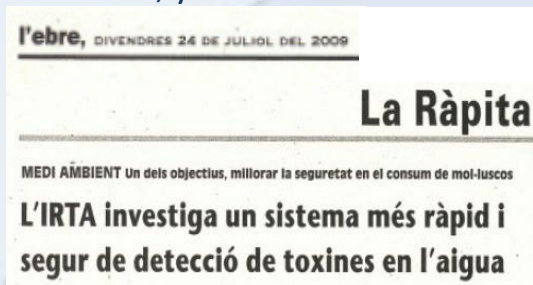 l'ebre, DIVENDRES 24 DE JULIOL DEL 2009
La Ràpita
MEDI AMBIENT Un dels objectius, millorar la seguretat en el consum de mol·luscos
L'IRTA investiga un sistema més ràpid i
segur de detecció de toxines en l'aigua